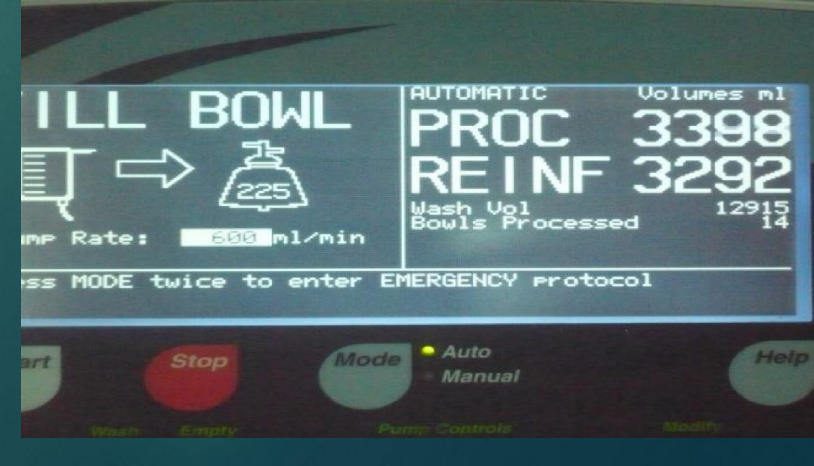 ILL BOWL
225
mp Rate: 600 ml/min
AUTOMATIC Volumes ml
PROC 3398
REINF 3292
Wash Vol 12915
Bowls Processed 14
ss MODE twice to enter EMERGENCY protocol
art
Stop
Mode
Auto
Manual
Help
Wash
Empty
Pump Controls
Modify